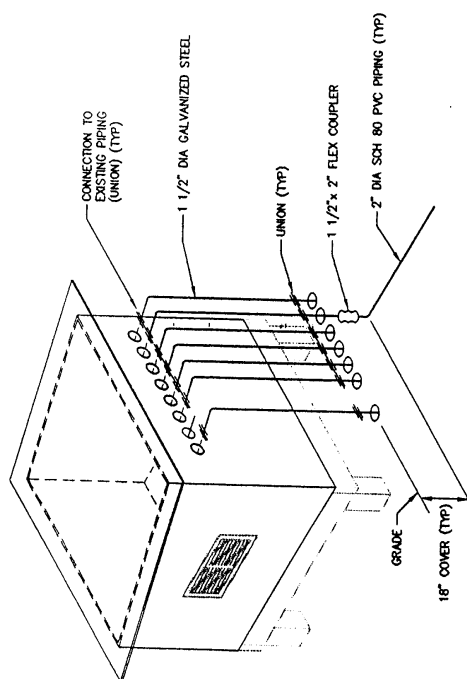 CONNECTION TO
EXISTING PIPING
(UNION) (TYP)
1 1/2" DIA GALVANIZED STEEL
UNION (TYP)
1 1/2"x 2" FLEX COUPLER
2" DIA SCH 80 PVC PIPING (TYP)
GRADE
18" COVER (TYP)